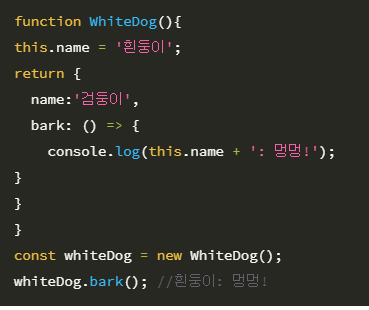 function WhiteDog(){
this.name = '흰둥이';
return {
name:'검둥이',
bark: () => {
console.log(this.name + ': 멍멍!');
}
}
}
const whiteDog = new WhiteDog();
whiteDog.bark(); //흰둥이: 멍멍!